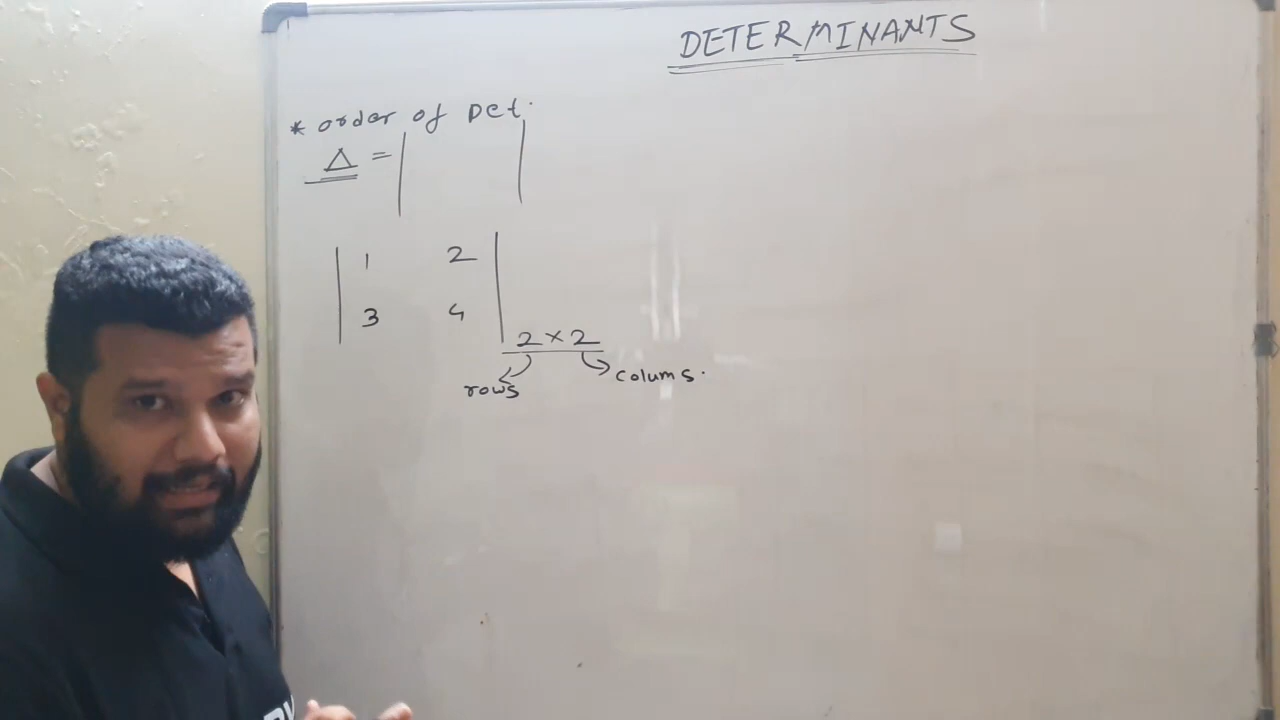 DETERMINANTS
* order of Det.
Δ = | |
| 1 2 |
| 3 4 |
2 × 2
rows colums.